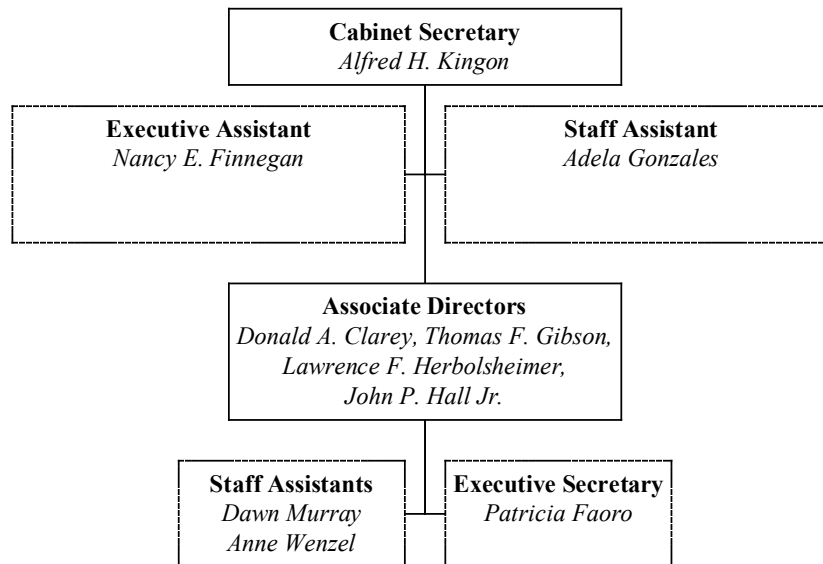 Cabinet Secretary
Alfred H. Kingon
Executive Assistant
Nancy E. Finnegan
Staff Assistant
Adela Gonzales
Associate Directors
Donald A. Clarey, Thomas F. Gibson,
Lawrence F. Herbolsheimer,
John P. Hall Jr.
Staff Assistants
Dawn Murray
Anne Wenzel
Executive Secretary
Patricia Faoro